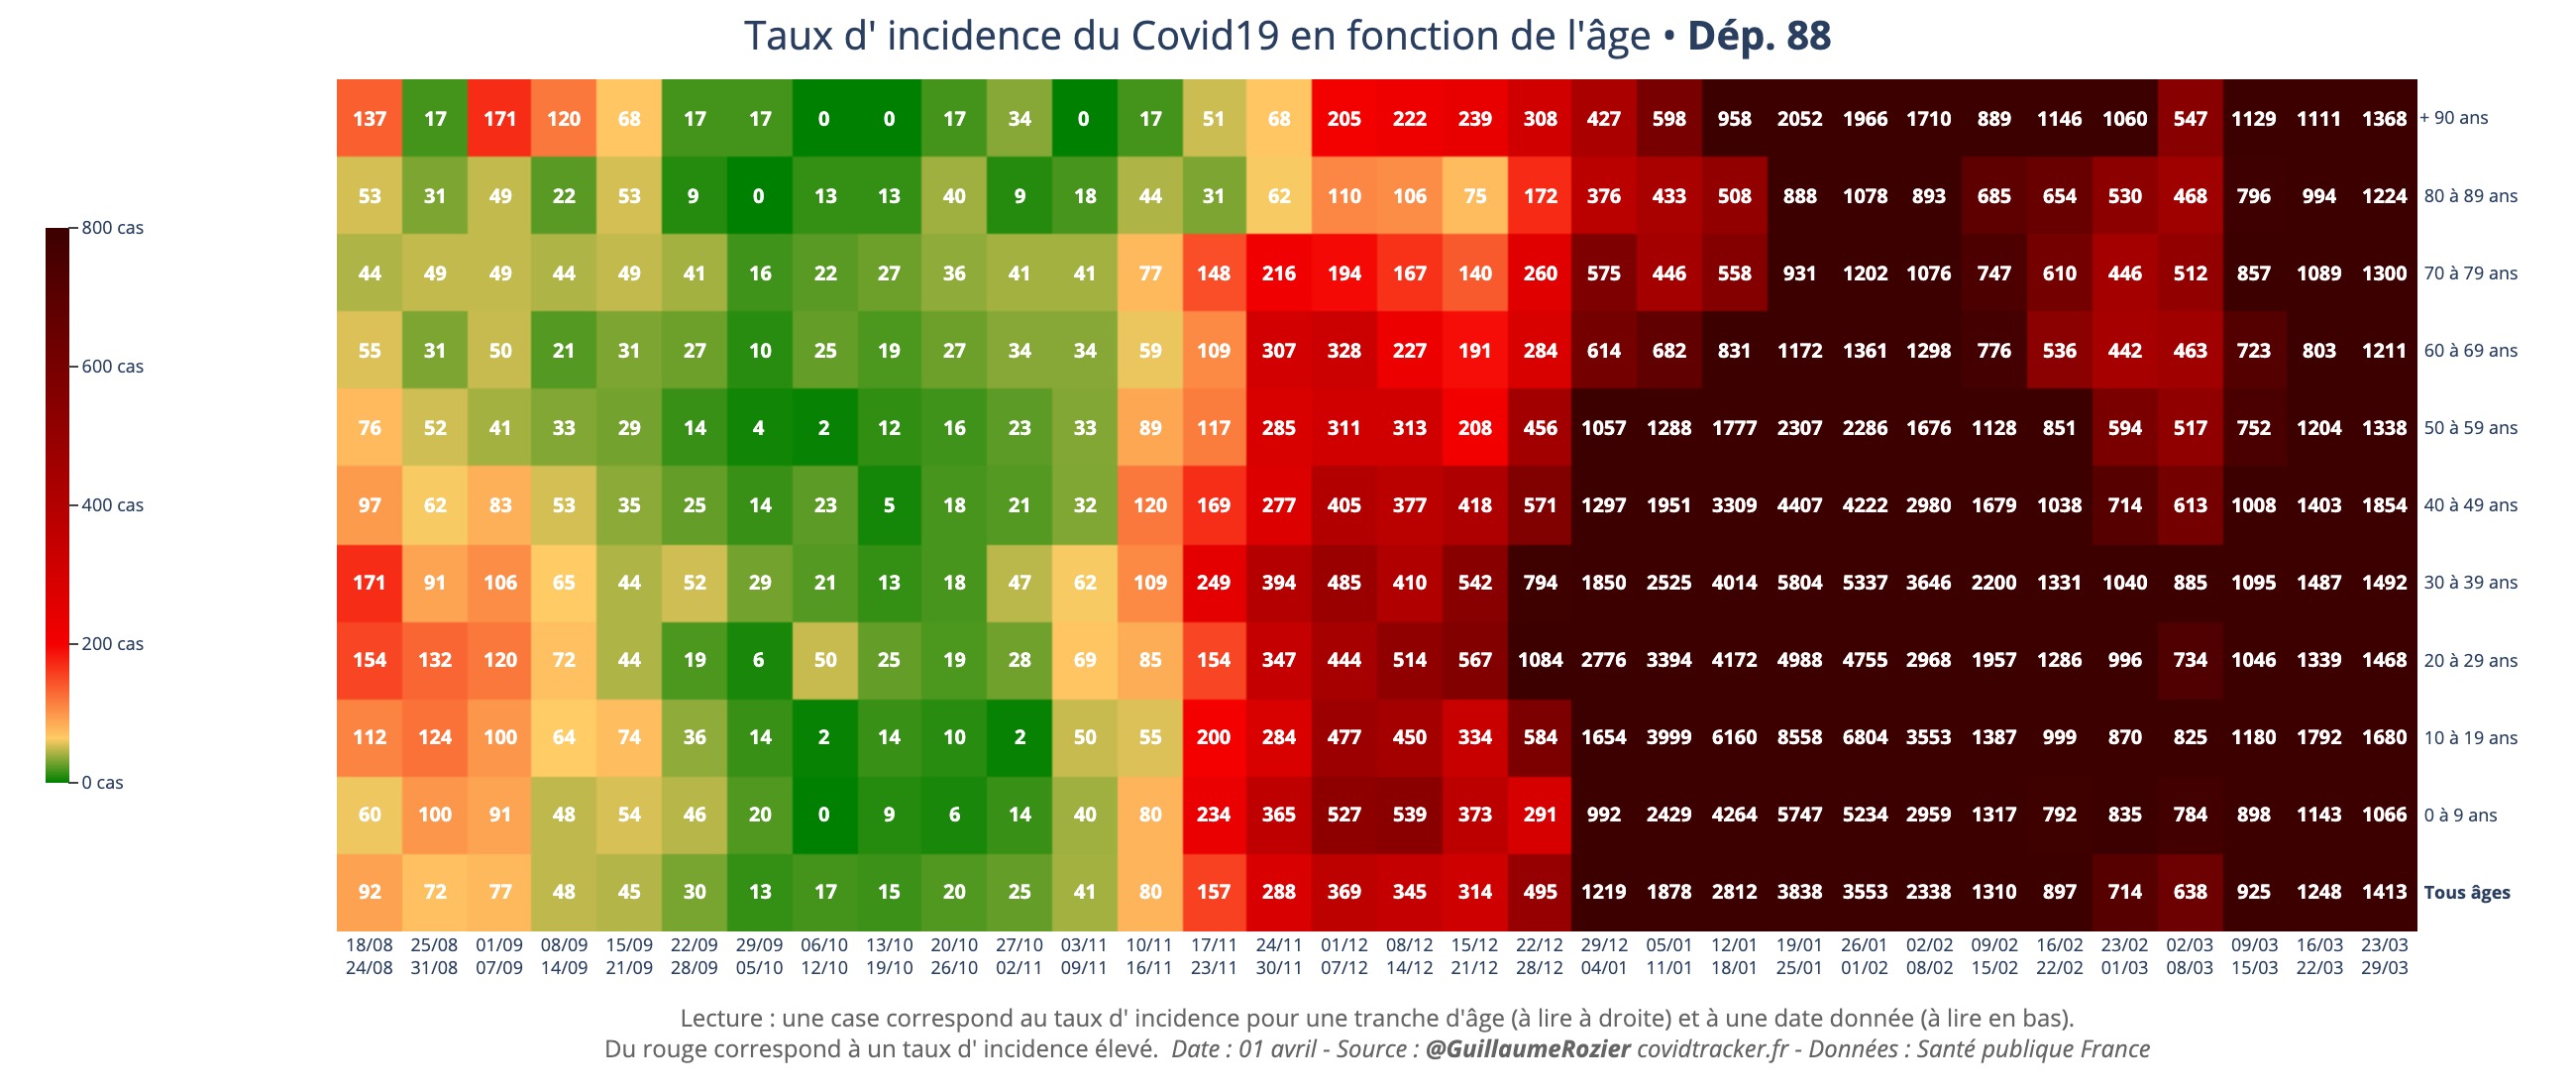 Taux d' incidence du Covid19 en fonction de l'âge • Dép. 88
137 17 171 120 68 17 17 0 0 17 34 0 17 51 68 205 222 239 308 427 598 958 2052 1966 1710 889 1146 1060 547 1129 1111 1368 + 90 ans
53 31 49 22 53 9 0 13 13 40 9 18 44 31 62 110 106 75 172 376 433 508 888 1078 893 685 654 530 468 796 994 1224 80 à 89 ans
800 cas
44 49 49 44 49 41 16 22 27 36 41 41 77 148 216 194 167 140 260 575 446 558 931 1202 1076 747 610 446 512 857 1089 1300 70 à 79 ans
55 31 50 21 31 27 10 25 19 27 34 34 59 109 307 328 227 191 284 614 682 831 1172 1361 1298 776 536 442 463 723 803 1211 60 à 69 ans
600 cas
76 52 41 33 29 14 4 2 12 16 23 33 89 117 285 311 313 208 456 1057 1288 1777 2307 2286 1676 1128 851 594 517 752 1204 1338 50 à 59 ans
400 cas
97 62 83 53 35 25 14 23 5 18 21 32 120 169 277 405 377 418 571 1297 1951 3309 4407 4222 2980 1679 1038 714 613 1008 1403 1854 40 à 49 ans
171 91 106 65 44 52 29 21 13 18 47 62 109 249 394 485 410 542 794 1850 2525 4014 5804 5337 3646 2200 1331 1040 885 1095 1487 1492 30 à 39 ans
200 cas
154 132 120 72 44 19 6 50 25 19 28 69 85 154 347 444 514 567 1084 2776 3394 4172 4988 4755 2968 1957 1286 996 734 1046 1339 1468 20 à 29 ans
112 124 100 64 74 36 14 2 14 10 2 50 55 200 284 477 450 334 584 1654 3999 6160 8558 6804 3553 1387 999 870 825 1180 1792 1680 10 à 19 ans
0 cas
60 100 91 48 54 46 20 0 9 6 14 40 80 234 365 527 539 373 291 992 2429 4264 5747 5234 2959 1317 792 835 784 898 1143 1066 0 à 9 ans
92 72 77 48 45 30 13 17 15 20 25 41 80 157 288 369 345 314 495 1219 1878 2812 3838 3553 2338 1310 897 714 638 925 1248 1413 Tous âges
18/08 25/08 01/09 08/09 15/09 22/09 29/09 06/10 13/10 20/10 27/10 03/11 10/11 17/11 24/11 01/12 08/12 15/12 22/12 29/12 05/01 12/01 19/01 26/01 02/02 09/02 16/02 23/02 02/03 09/03 16/03 23/03
24/08 31/08 07/09 14/09 21/09 28/09 05/10 12/10 19/10 26/10 02/11 09/11 16/11 23/11 30/11 07/12 14/12 21/12 28/12 04/01 11/01 18/01 25/01 01/02 08/02 15/02 22/02 01/03 08/03 15/03 22/03 29/03
Lecture : une case correspond au taux d' incidence pour une tranche d'âge (à lire à droite) et à une date donnée (à lire en bas).
Du rouge correspond à un taux d' incidence élevé. Date : 01 avril - Source : @GuillaumeRozier covidtracker.fr - Données : Santé publique France